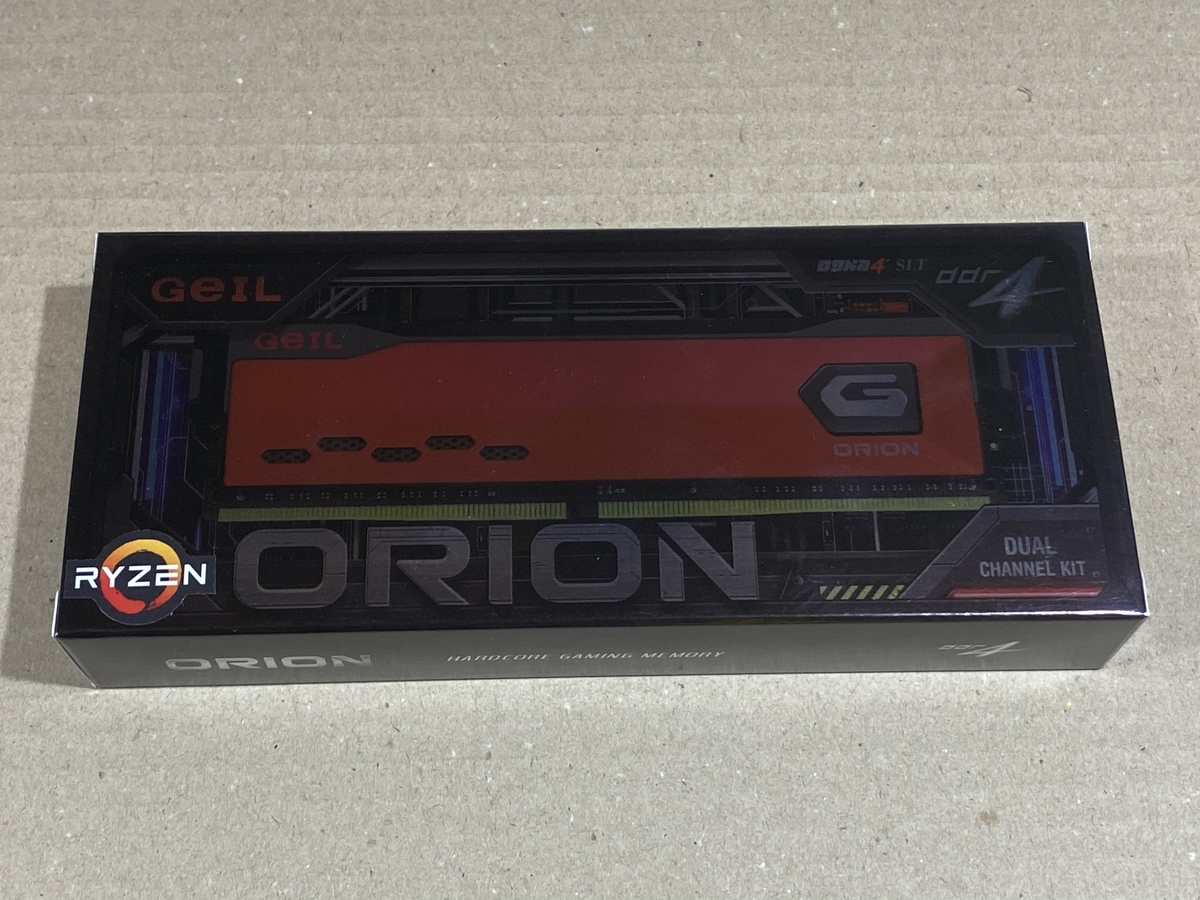 GeIL
DYNA4 SLT
ddr4
GeIL
G
ORION
RYZEN
ORION
DUAL
CHANNEL KIT
ORION
HARDCORE GAMING MEMORY
ddr4